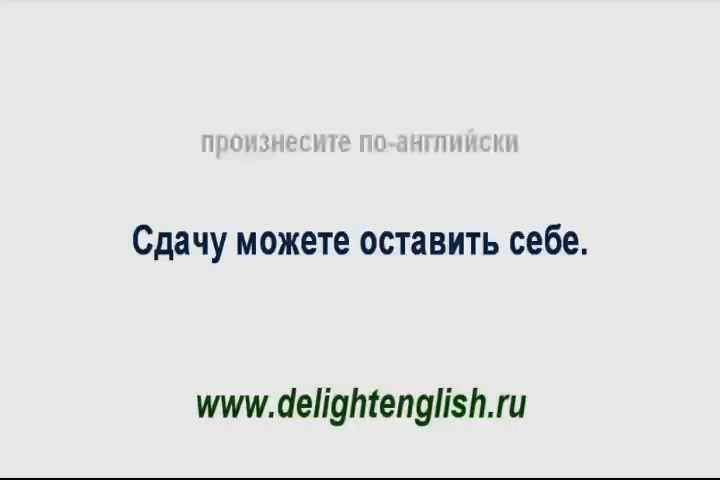 произнесите по-английски
Сдачу можете оставить себе.
www.delightenglish.ru